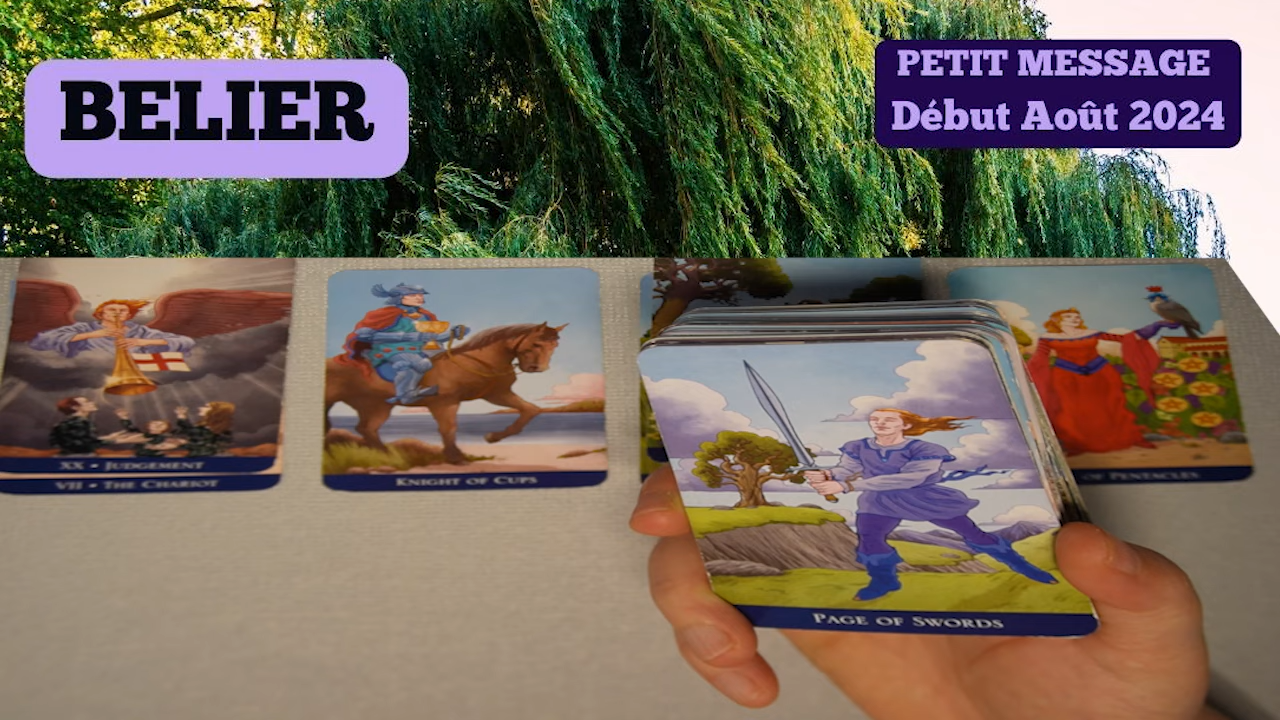 BELIER
PETIT MESSAGE
Début Août 2024
XX • JUDGEMENT
VII • THE CHARIOT
KNIGHT OF CUPS
OF PENTACLES
PAGE OF SWORDS